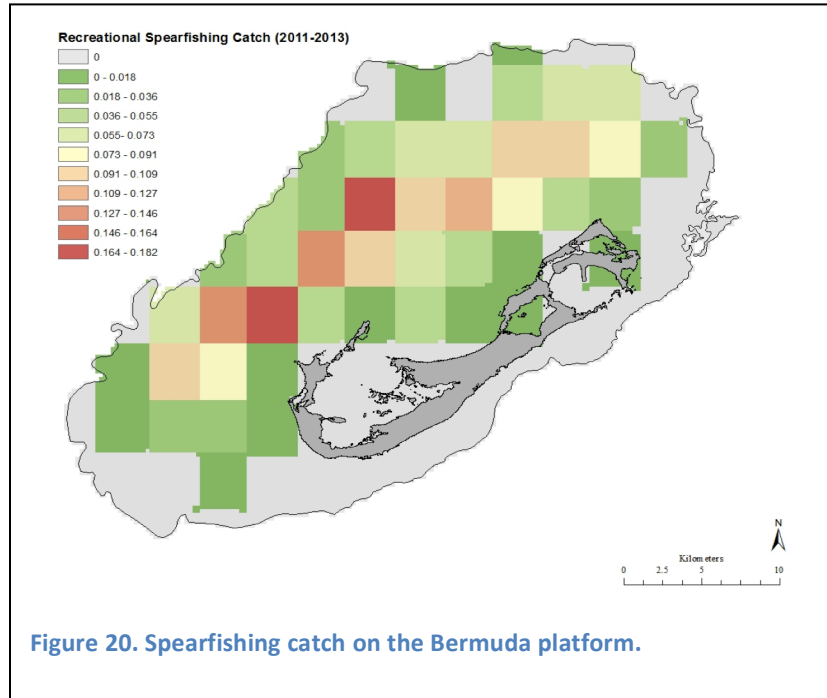 Recreational Spearfishing Catch (2011-2013)
0
0 - 0.018
0.018 - 0.036
0.036 - 0.055
0.055- 0.073
0.073 - 0.091
0.091 - 0.109
0.109 - 0.127
0.127 - 0.146
0.146 - 0.164
0.164 - 0.182
N
Kilometers
0 2.5 5 10
Figure 20. Spearfishing catch on the Bermuda platform.